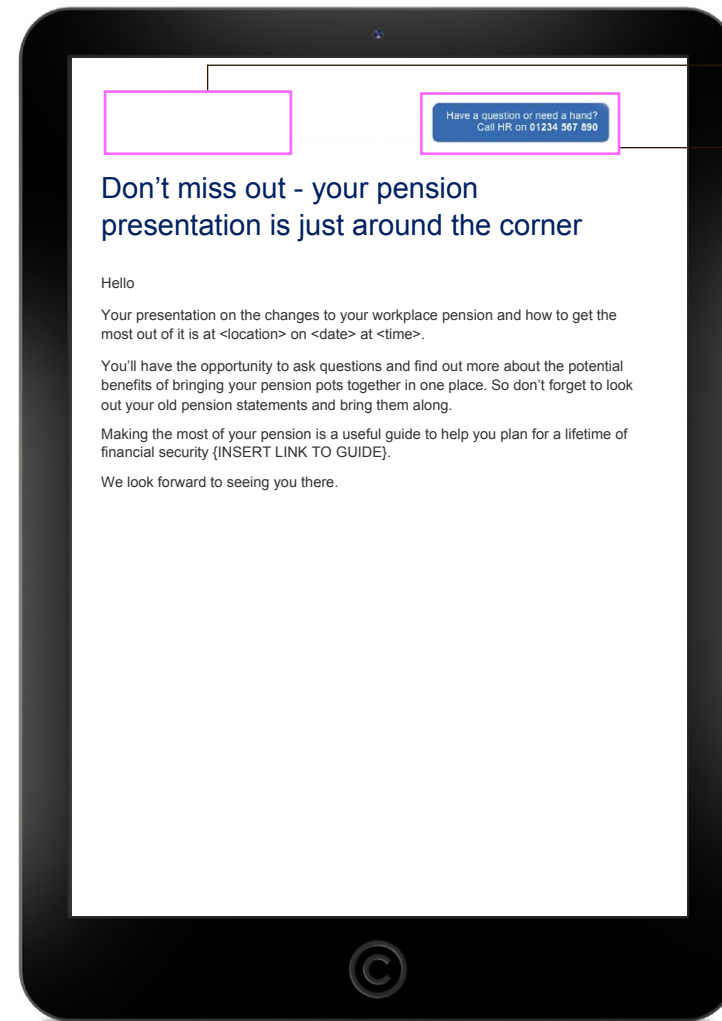 Have a question or need a hand?
Call HR on 01234 567 890
Don’t miss out - your pension
presentation is just around the corner
Hello
Your presentation on the changes to your workplace pension and how to get the
most out of it is at <location> on <date> at <time>.
You’ll have the opportunity to ask questions and find out more about the potential
benefits of bringing your pension pots together in one place. So don’t forget to look
out your old pension statements and bring them along.
Making the most of your pension is a useful guide to help you plan for a lifetime of
financial security {INSERT LINK TO GUIDE}.
We look forward to seeing you there.
©